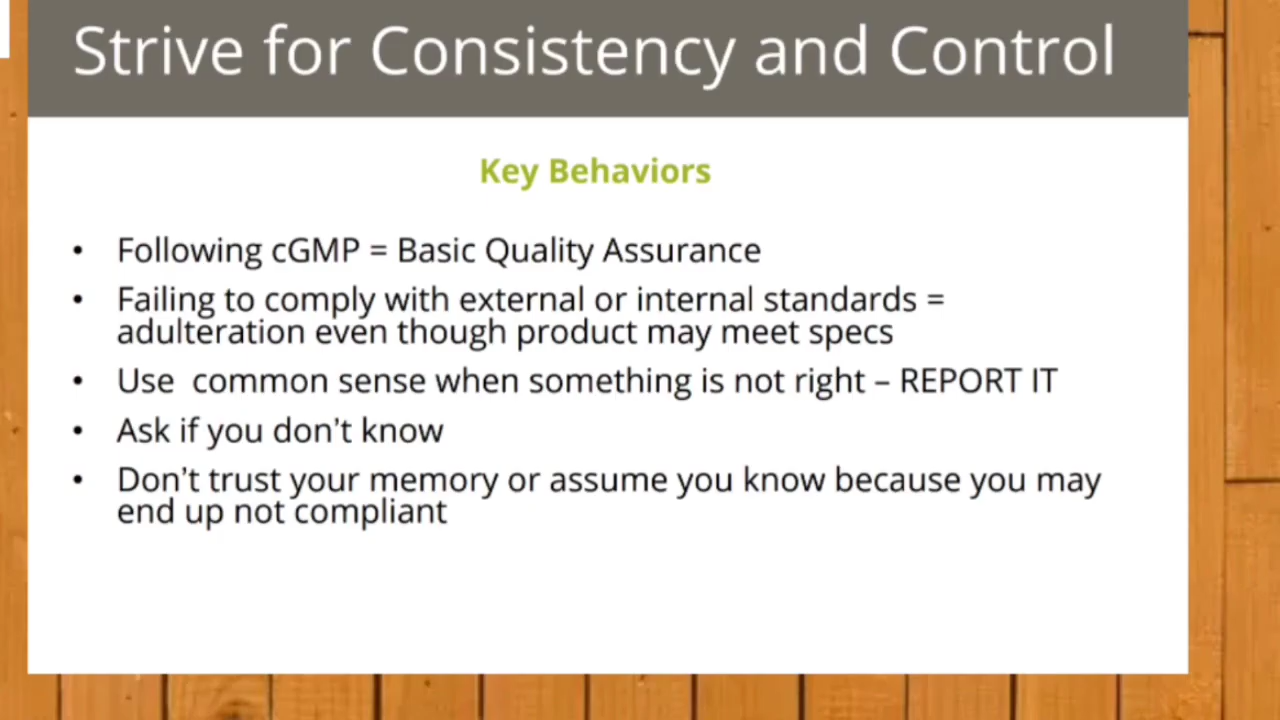 Strive for Consistency and Control
Key Behaviors
• Following cGMP = Basic Quality Assurance
• Failing to comply with external or internal standards =
adulteration even though product may meet specs
• Use  common sense when something is not right – REPORT IT
• Ask if you don’t know
• Don’t trust your memory or assume you know because you may
end up not compliant